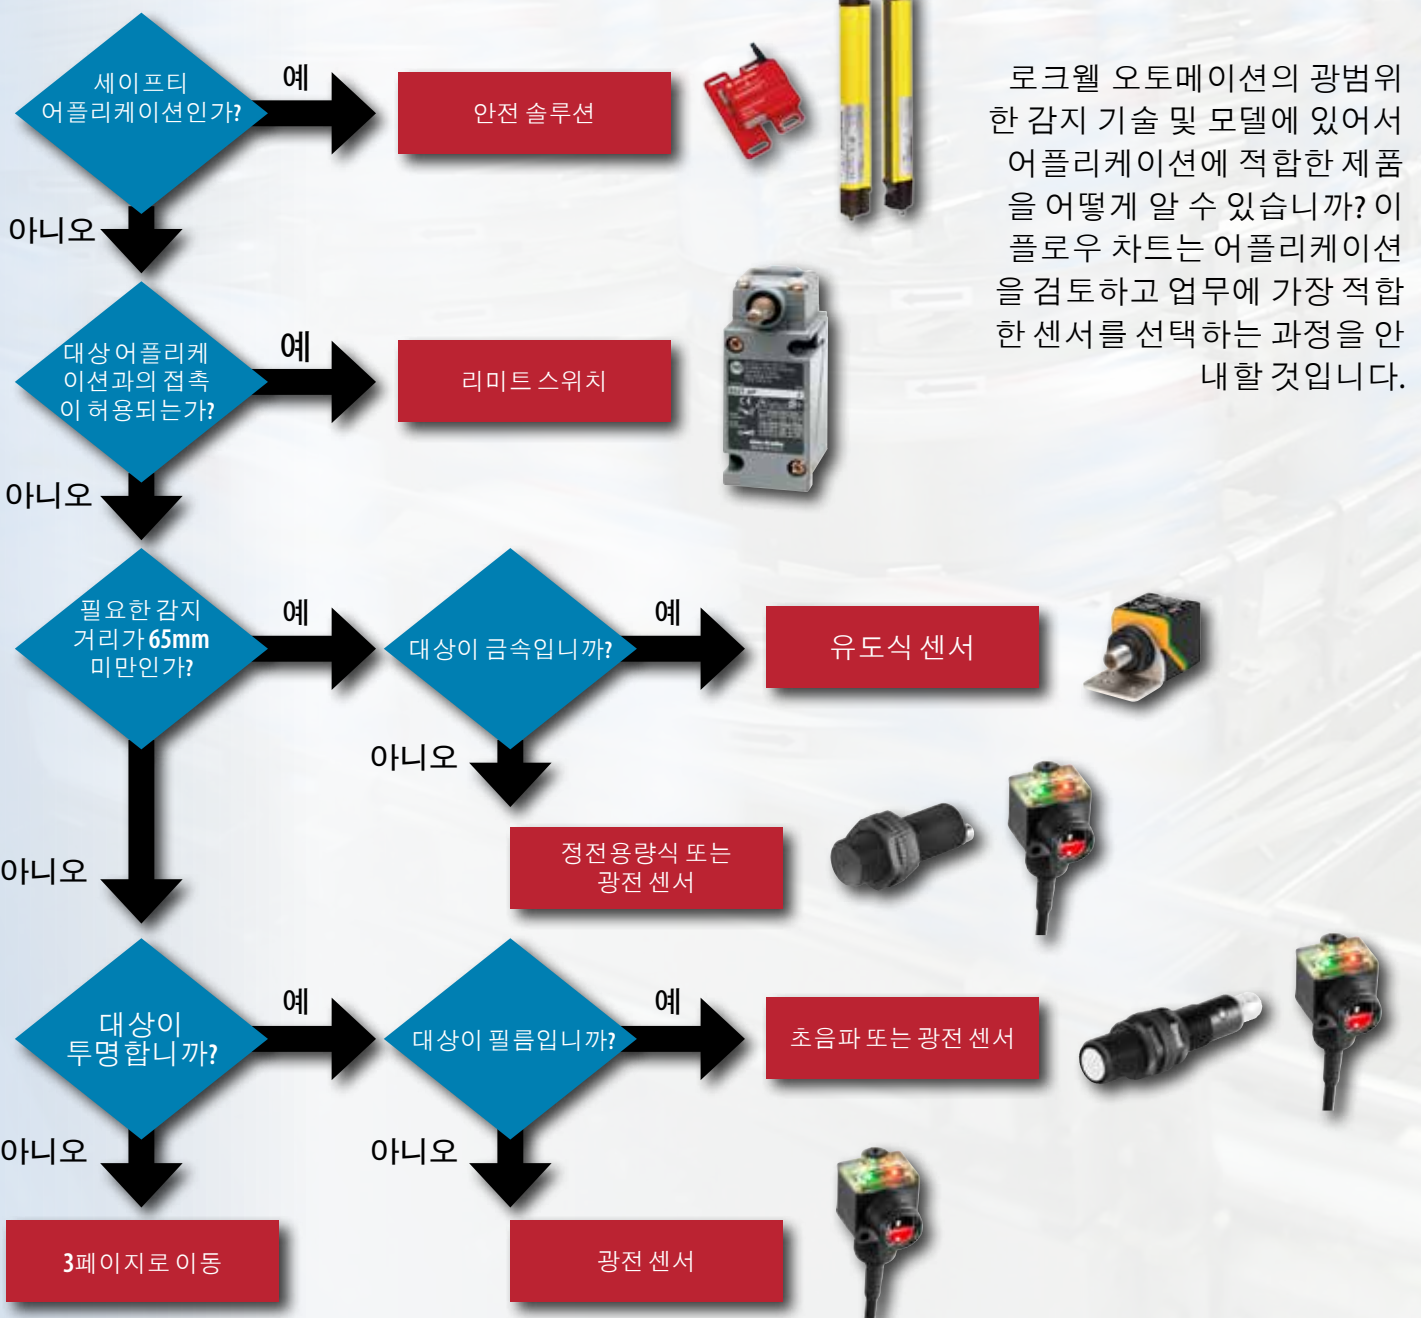 세이프티
어플리케이션인가?
예
안전 솔루션
로크웰 오토메이션의 광범위
한 감지 기술 및 모델에 있어서
어플리케이션에 적합한 제품
을 어떻게 알 수 있습니까? 이
플로우 차트는 어플리케이션
을 검토하고 업무에 가장 적합
한 센서를 선택하는 과정을 안
내할 것입니다.
아니오
대상 어플리케
이션과의 접촉
이 허용되는가?
예
리미트 스위치
아니오
필요한 감지
거리가 65mm
미만인가?
예
대상이 금속입니까?
예
유도식 센서
아니오
정전용량식 또는
광전 센서
아니오
대상이
투명합니까?
예
대상이 필름입니까?
예
초음파 또는 광전 센서
아니오
아니오
3페이지로 이동
광전 센서